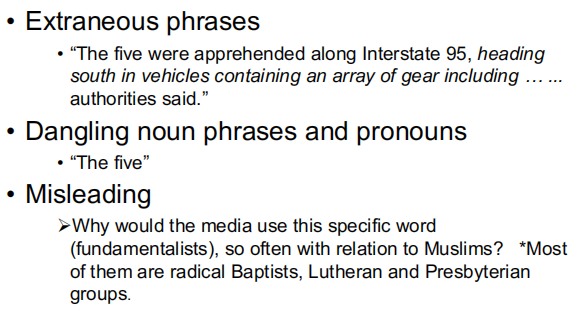 • Extraneous phrases
• “The five were apprehended along Interstate 95, heading
south in vehicles containing an array of gear including … ...
authorities said.”
• Dangling noun phrases and pronouns
• “The five”
• Misleading
➢Why would the media use this specific word
(fundamentalists), so often with relation to Muslims? *Most
of them are radical Baptists, Lutheran and Presbyterian
groups.